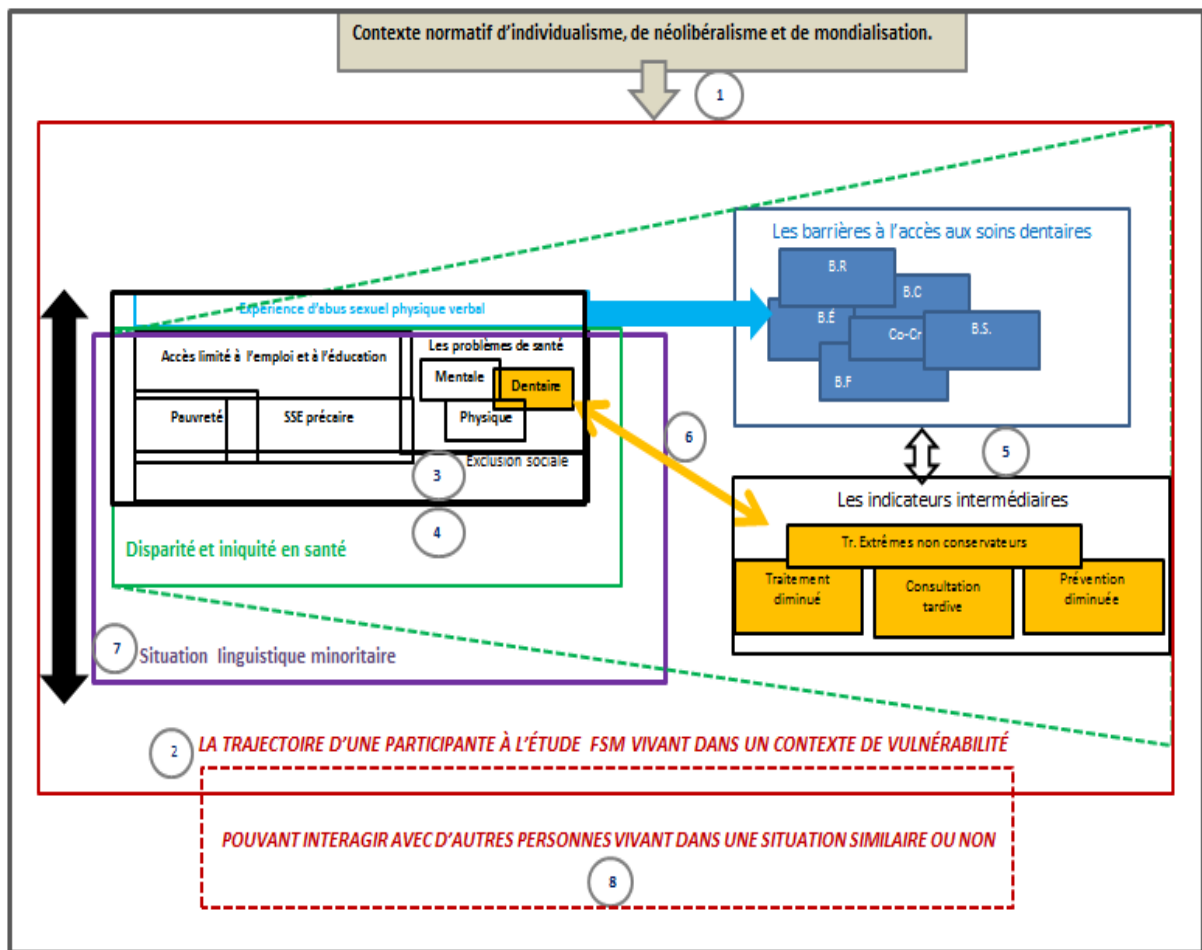 Contexte normatif d'individualisme, de néolibéralisme et de mondialisation.
1
Les barrières à l'accès aux soins dentaires
B.R
B.C
B.É
Co-Cr
B.S.
B.F
Expérience d'abus sexuel physique verbal
Accès limité à l'emploi et à l'éducation
Les problèmes de santé
Mentale
Dentaire
Pauvreté
SSE précaire
Physique
Exclusion sociale
3
4
6
5
Les indicateurs intermédiaires
Tr. Extrêmes non conservateurs
Traitement
diminué
Consultation
tardive
Prévention
diminuée
Disparité et iniquité en santé
7
Situation linguistique minoritaire
2
LA TRAJECTOIRE D'UNE PARTICIPANTE À L'ÉTUDE FSM VIVANT DANS UN CONTEXTE DE VULNÉRABILITÉ
POUVANT INTERAGIR AVEC D'AUTRES PERSONNES VIVANT DANS UNE SITUATION SIMILAIRE OU NON
8